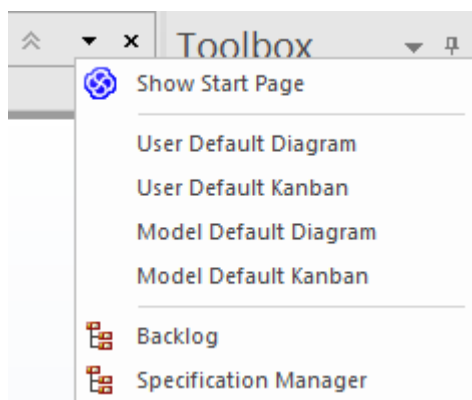 Toolbox
Show Start Page
User Default Diagram
User Default Kanban
Model Default Diagram
Model Default Kanban
Backlog
Specification Manager